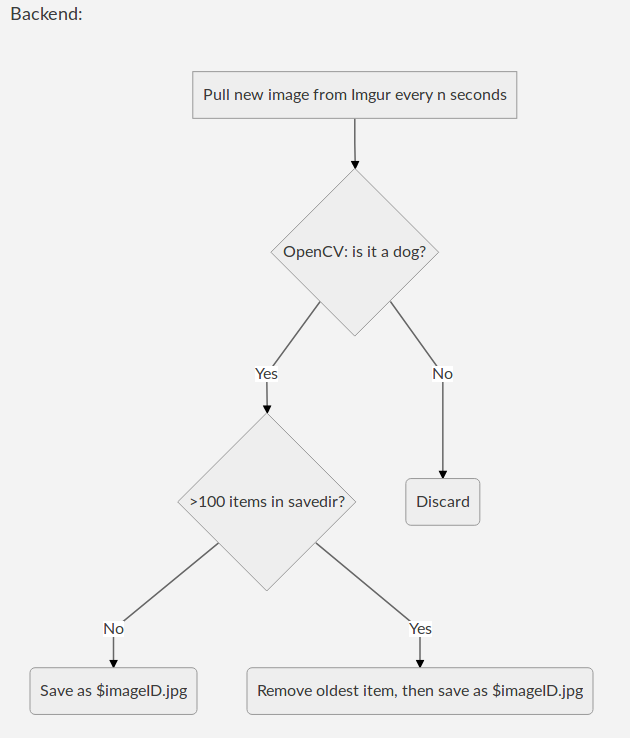 Backend:
Pull new image from Imgur every n seconds
OpenCV: is it a dog?
Yes
No
>100 items in savedir?
Discard
No
Yes
Save as $imageID.jpg
Remove oldest item, then save as $imageID.jpg